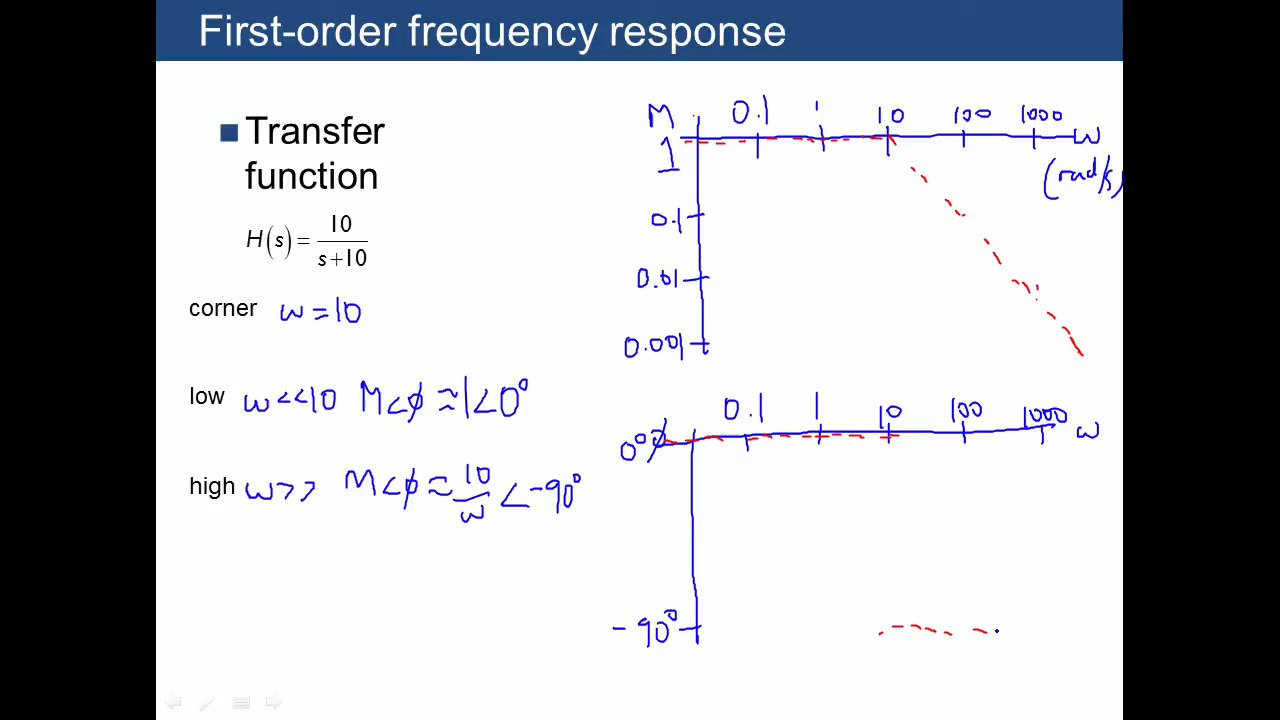 First-order frequency response
Transfer
function
H(s) = 10 / (s+10)
corner ω = 10
low ω<<10 M∠φ ≈ 1∠0°
high ω>> M∠φ ≈ 10/ω ∠-90°
M 0.1 1 10 100 1000 ω
1 (rad/s)
0.1
0.01
0.001
0.1 1 10 100 1000 ω
0° φ
-90°